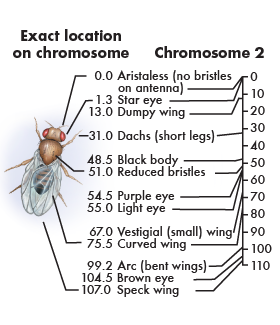 Exact location
on chromosome
Chromosome 2
0.0 Aristaless (no bristles
on antenna)
1.3 Star eye
13.0 Dumpy wing
31.0 Dachs (short legs)
48.5 Black body
51.0 Reduced bristles
54.5 Purple eye
55.0 Light eye
67.0 Vestigial (small) wing
75.5 Curved wing
99.2 Arc (bent wings)
104.5 Brown eye
107.0 Speck wing
0
10
20
30
40
50
60
70
80
90
100
110